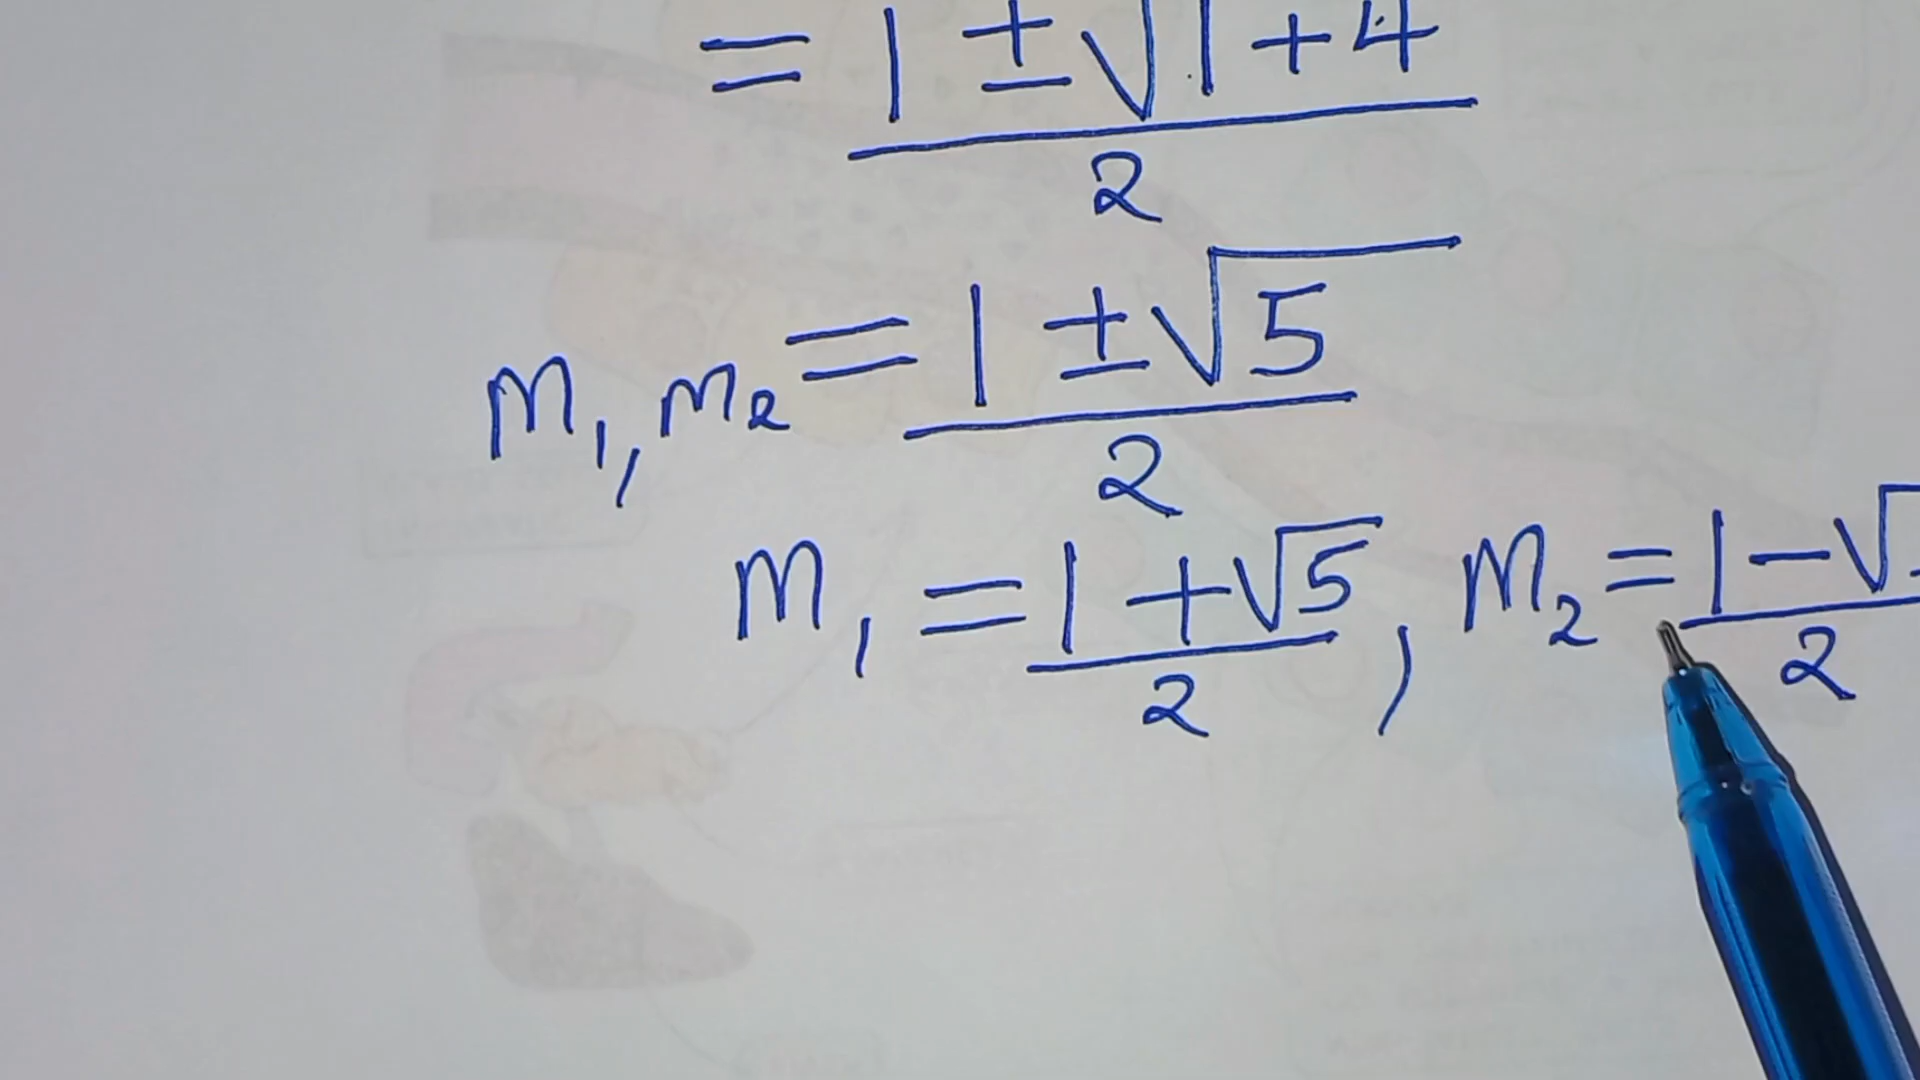 = 1 ± √1 + 4 / 2
m₁, m₂ = 1 ± √5 / 2
m₁ = 1 + √5 / 2 , m₂ = 1 - √ / 2